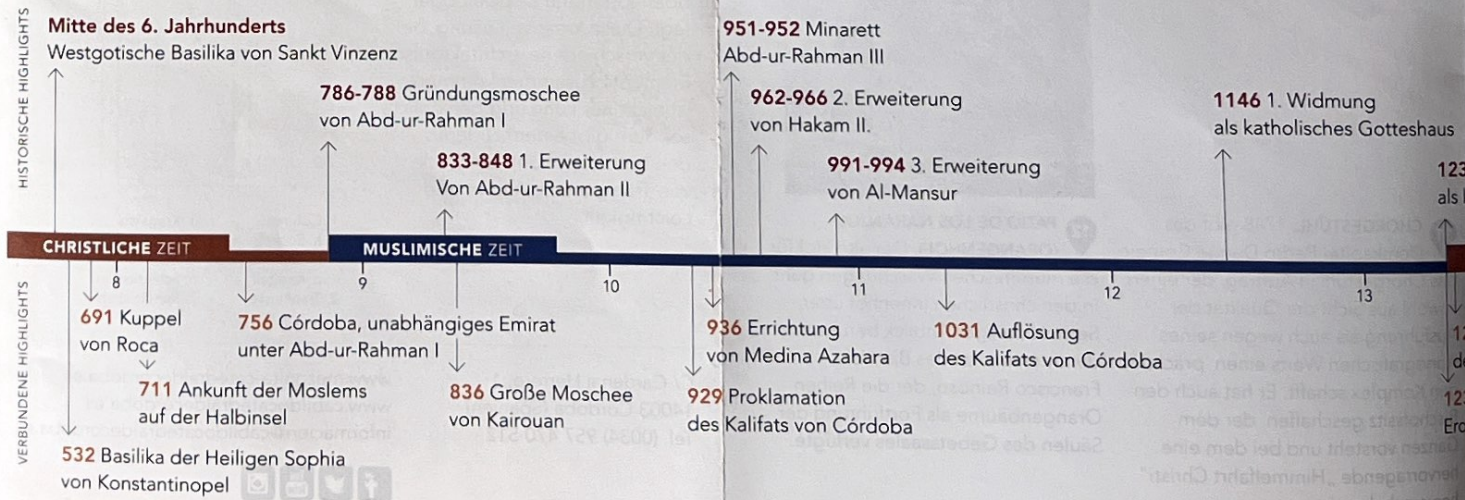 HISTORISCHE HIGHLIGHTS
Mitte des 6. Jahrhunderts
Westgotische Basilika von Sankt Vinzenz
786-788 Gründungsmoschee
von Abd-ur-Rahman I
833-848 1. Erweiterung
Von Abd-ur-Rahman II
951-952 Minarett
Abd-ur-Rahman III
962-966 2. Erweiterung
von Hakam II.
991-994 3. Erweiterung
von Al-Mansur
1146 1. Widmung
als katholisches Gotteshaus
123
als
CHRISTLICHE ZEIT
MUSLIMISCHE ZEIT
8
9
10
11
12
13
VERBUNDENE HIGHLIGHTS
691 Kuppel
von Roca
711 Ankunft der Moslems
auf der Halbinsel
532 Basilika der Heiligen Sophia
von Konstantinopel
756 Córdoba, unabhängiges Emirat
unter Abd-ur-Rahman I
836 Große Moschee
von Kairouan
936 Errichtung
von Medina Azahara
929 Proklamation
des Kalifats von Córdoba
1031 Auflösung
des Kalifats von Córdoba